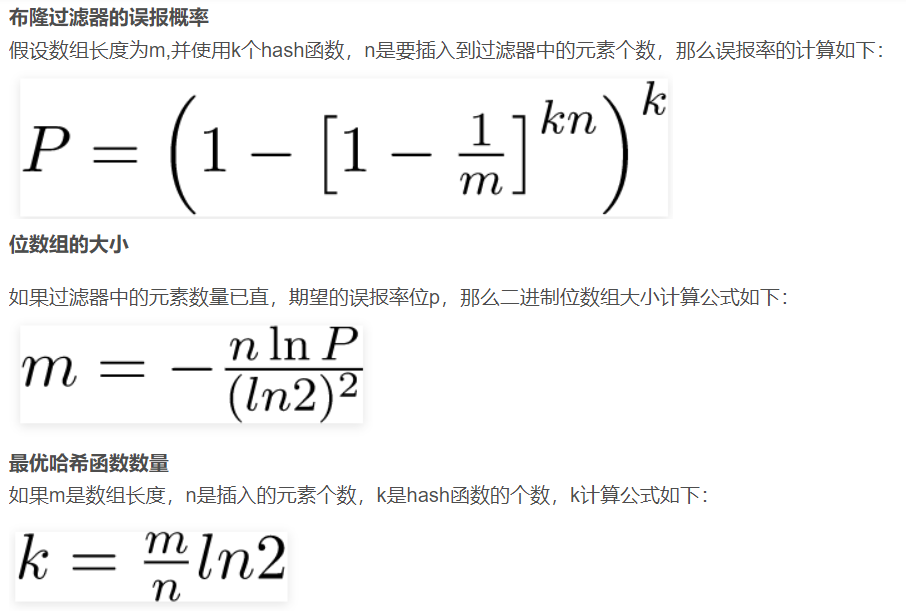 布隆过滤器的误报概率
假设数组长度为m,并使用k个hash函数，n是要插入到过滤器中的元素个数，那么误报率的计算如下：
P = (1 − [1 − 1/m]^{kn})^k
位数组的大小
如果过滤器中的元素数量已直，期望的误报率位p，那么二进制位数组大小计算公式如下：
m = − n ln P / (ln2)^2
最优哈希函数数量
如果m是数组长度，n是插入的元素个数，k是hash函数的个数，k计算公式如下：
k = m/n ln2